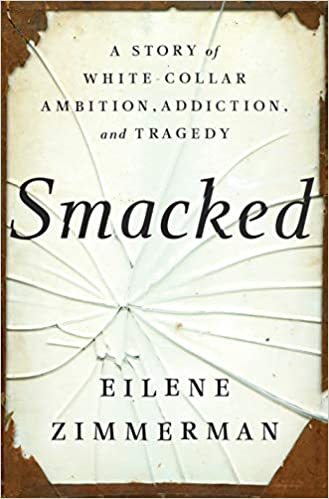 A STORY of
WHITE-COLLAR
AMBITION, ADDICTION,
and TRAGEDY
Smacked
EILENE
ZIMMERMAN